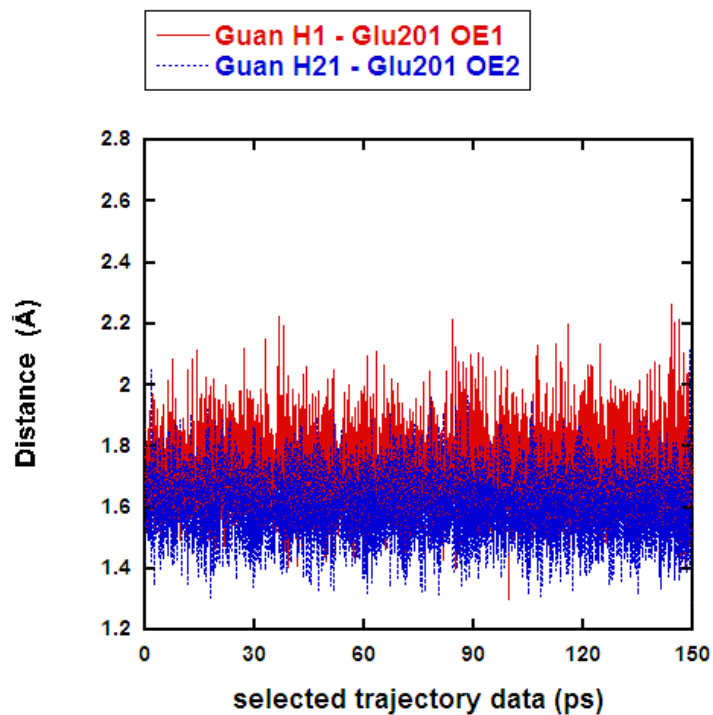 Guan H1 - Glu201 OE1
Guan H21 - Glu201 OE2
2.8
2.6
2.4
2.2
2
1.8
1.6
1.4
1.2
Distance (Å)
0 30 60 90 120 150
selected trajectory data (ps)